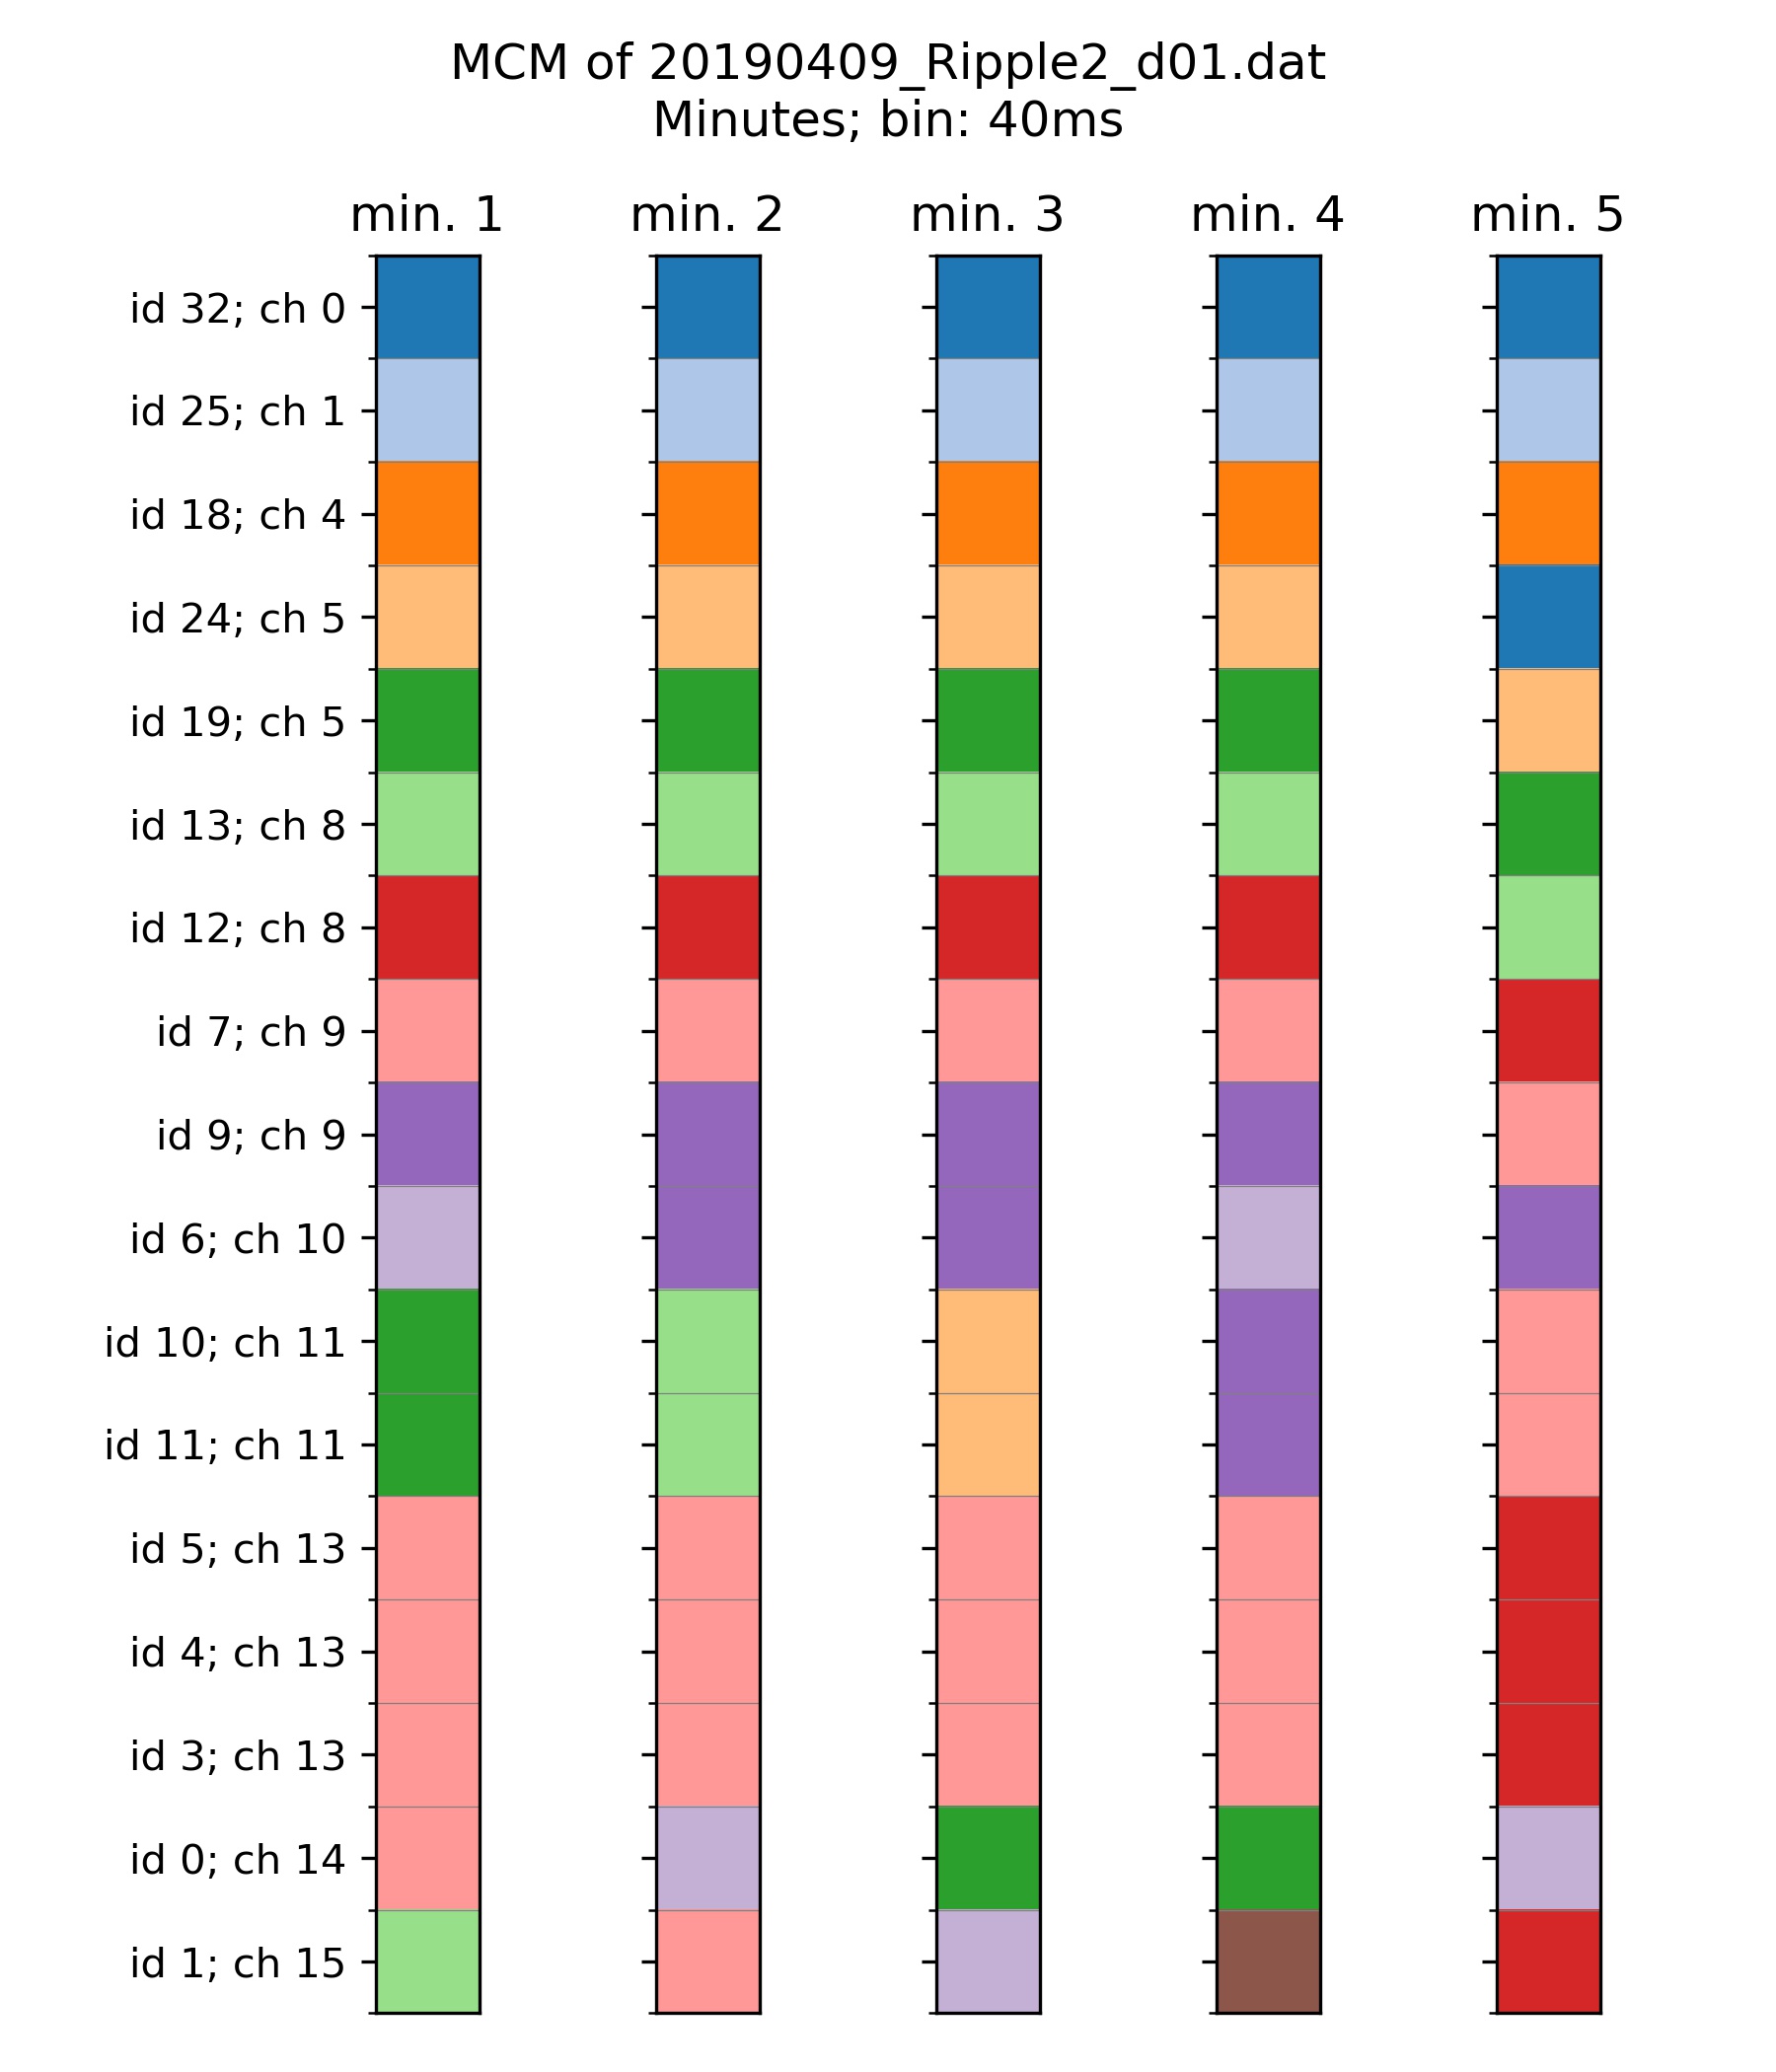 MCM of 20190409_Ripple2_d01.dat
Minutes; bin: 40ms
min. 1 min. 2 min. 3 min. 4 min. 5
id 32; ch 0
id 25; ch 1
id 18; ch 4
id 24; ch 5
id 19; ch 5
id 13; ch 8
id 12; ch 8
id 7; ch 9
id 9; ch 9
id 6; ch 10
id 10; ch 11
id 11; ch 11
id 5; ch 13
id 4; ch 13
id 3; ch 13
id 0; ch 14
id 1; ch 15